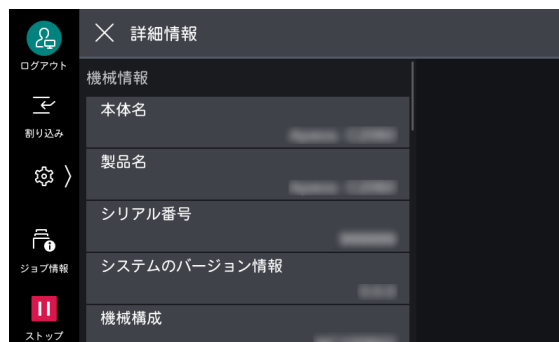 ログアウト
割り込み
ジョブ情報
ストップ
詳細情報
機械情報
本体名
製品名
シリアル番号
システムのバージョン情報
機械構成